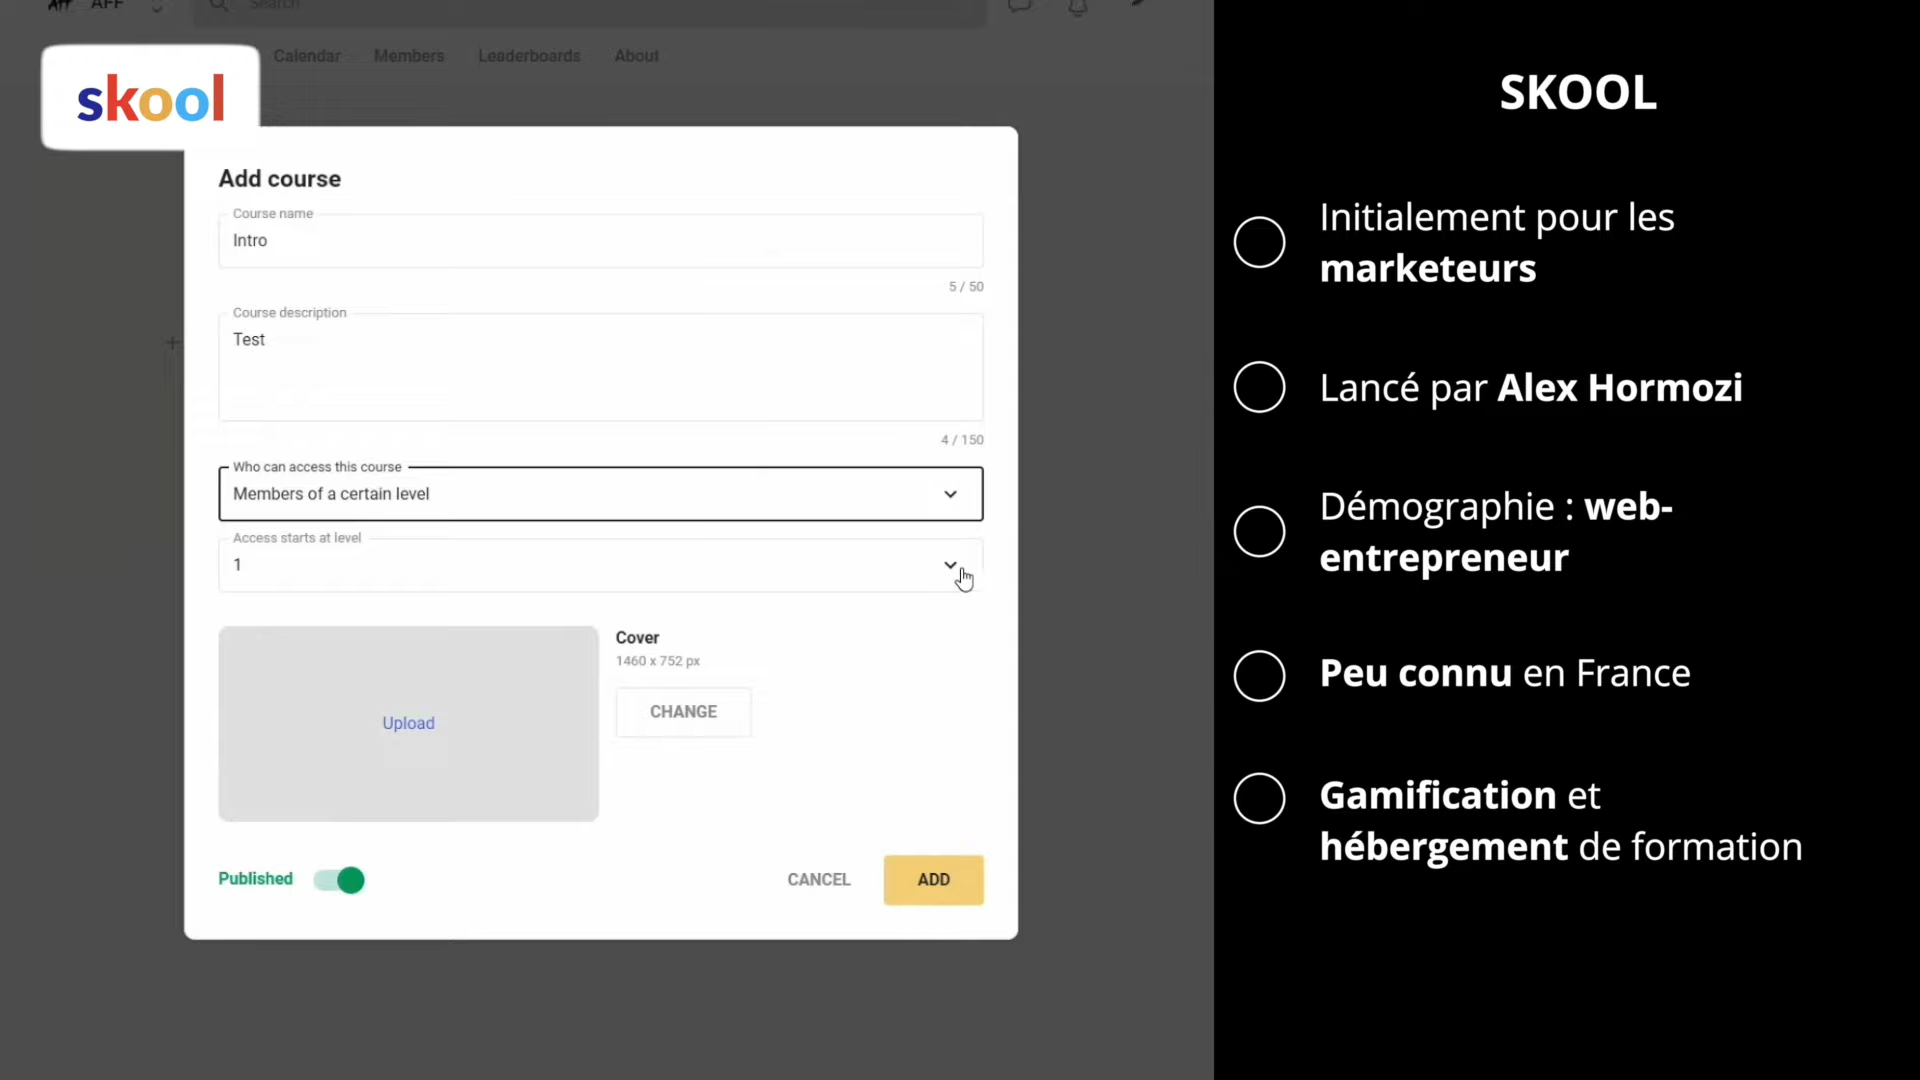 AFF
Search
Calendar
Members
Leaderboards
About
skool
Add course
Course name
Intro
5 / 50
Course description
Test
4 / 150
Who can access this course
Members of a certain level
Access starts at level
1
Upload
Cover
1460 x 752 px
CHANGE
Published
CANCEL
ADD
SKOOL
Initialement pour les
marketeurs
Lancé par Alex Hormozi
Démographie : web-
entrepreneur
Peu connu en France
Gamification et
hébergement de formation